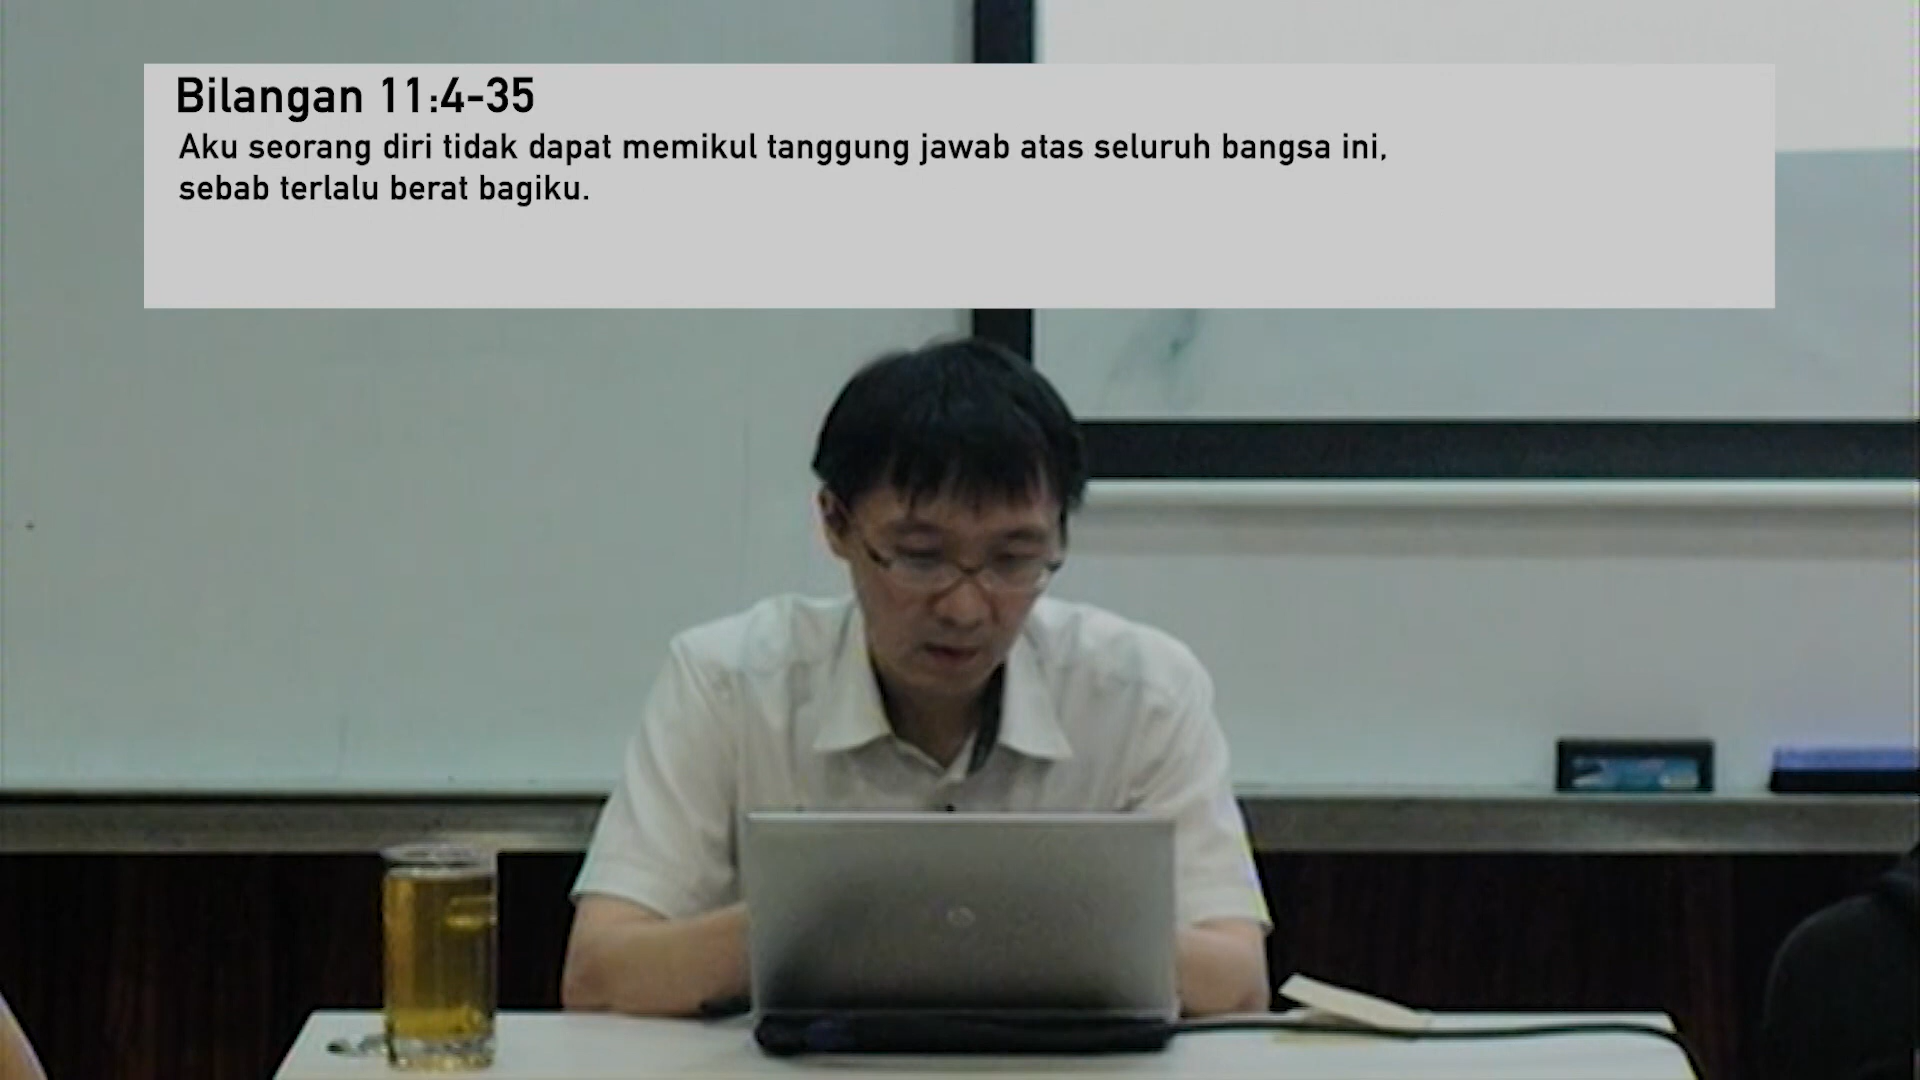 Bilangan 11:4-35
Aku seorang diri tidak dapat memikul tanggung jawab atas seluruh bangsa ini,
sebab terlalu berat bagiku.